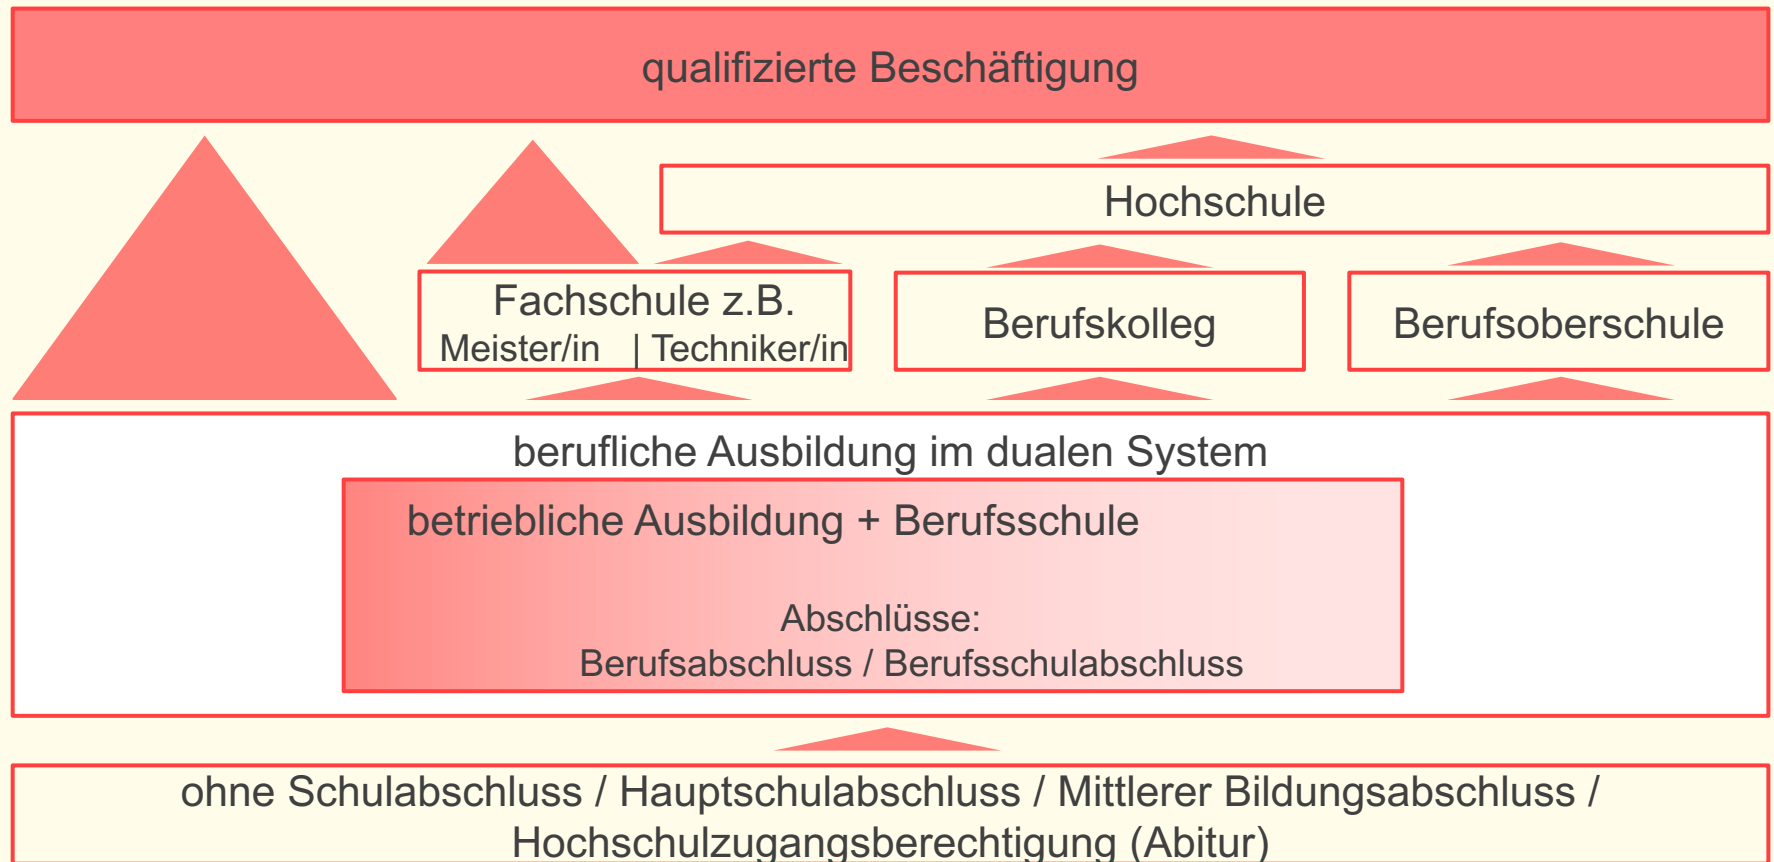 qualifizierte Beschäftigung
Hochschule
Fachschule z.B.
Meister/in | Techniker/in
Berufskolleg
Berufsoberschule
berufliche Ausbildung im dualen System
betriebliche Ausbildung + Berufsschule
Abschlüsse:
Berufsabschluss / Berufsschulabschluss
ohne Schulabschluss / Hauptschulabschluss / Mittlerer Bildungsabschluss /
Hochschulzugangsberechtigung (Abitur)